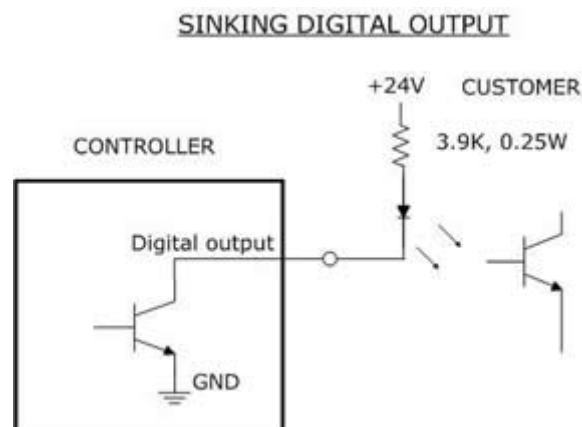 SINKING DIGITAL OUTPUT
+24V
CUSTOMER
3.9K, 0.25W
CONTROLLER
Digital output
GND